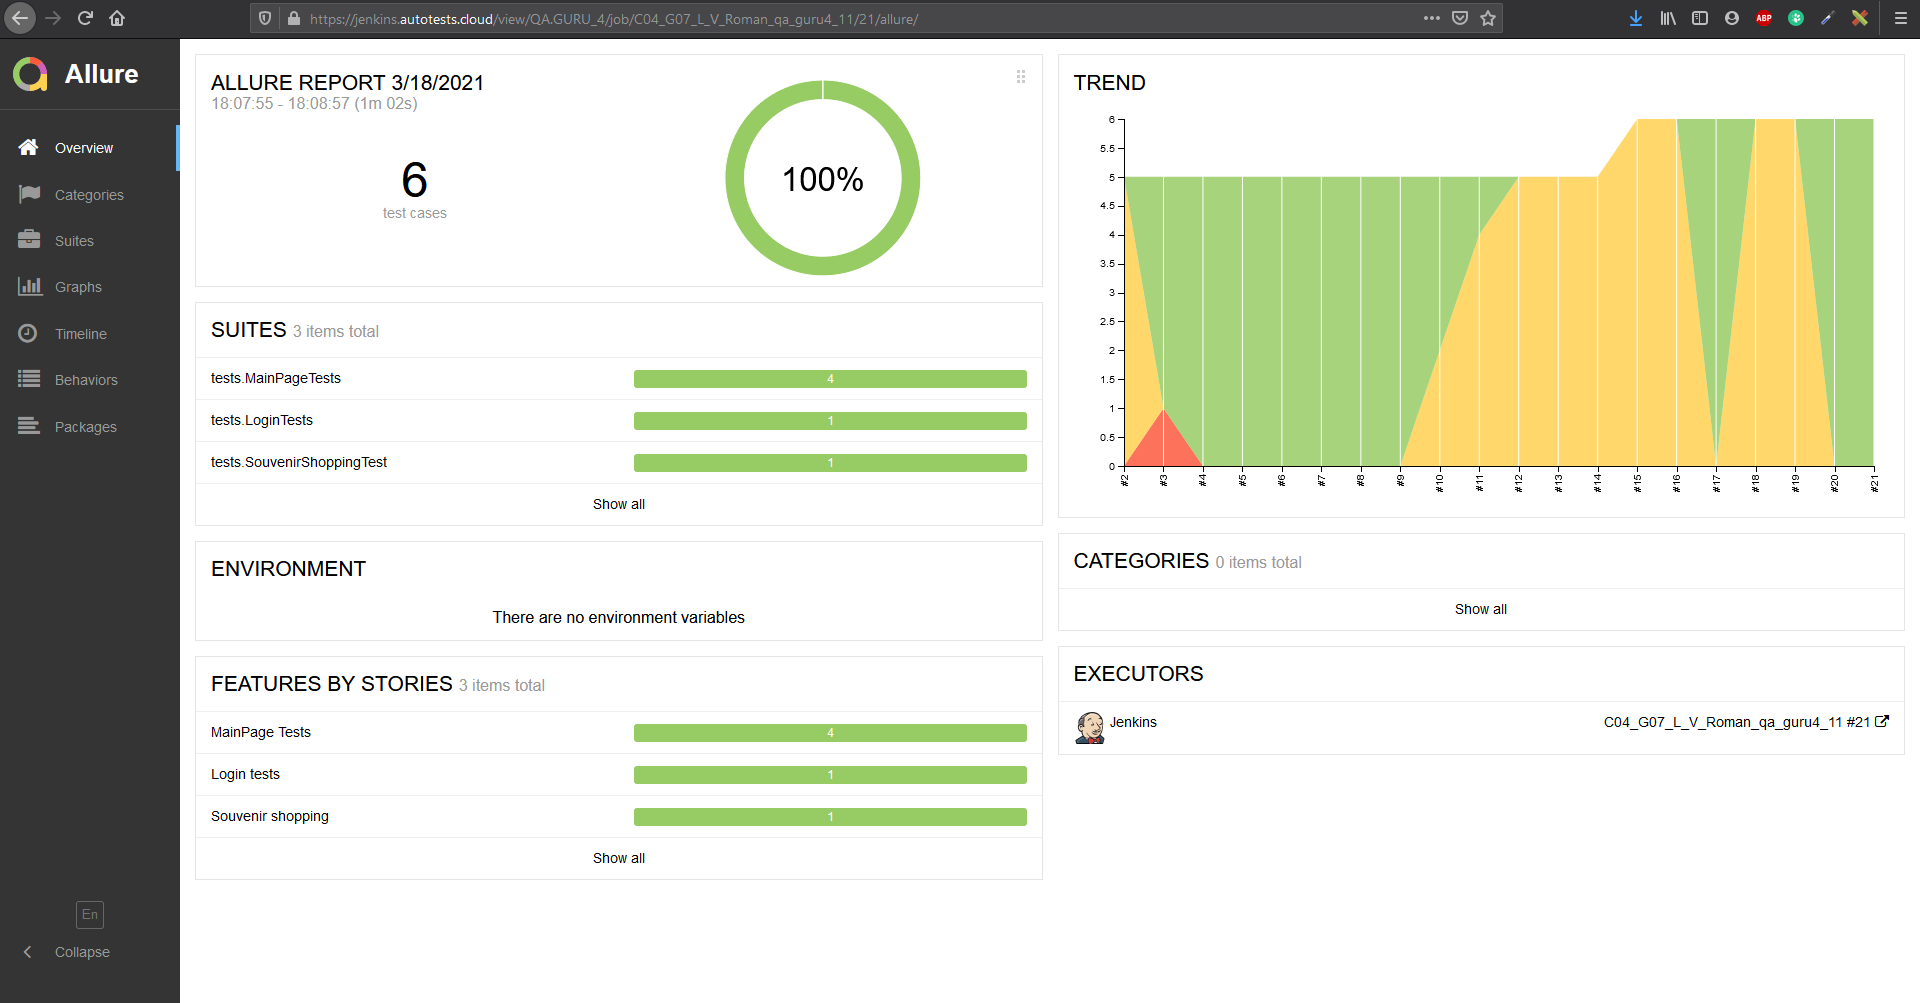 https://jenkins.autotests.cloud/view/QA.GURU_4/job/C04_G07_L_V_Roman_qa_guru4_11/21/allure/
ABP
Allure
Overview
Categories
Suites
Graphs
Timeline
Behaviors
Packages
En
Collapse
ALLURE REPORT 3/18/2021
18:07:55 - 18:08:57 (1m 02s)
6
test cases
100%
SUITES 3 items total
tests.MainPageTests 4
tests.LoginTests 1
tests.SouvenirShoppingTest 1
Show all
ENVIRONMENT
There are no environment variables
FEATURES BY STORIES 3 items total
MainPage Tests 4
Login tests 1
Souvenir shopping 1
Show all
TREND
6
5.5
5
4.5
4
3.5
3
2.5
2
1.5
1
0.5
0
#2 #3 #4 #5 #6 #7 #8 #9 #10 #11 #12 #13 #14 #15 #16 #17 #18 #19 #20 #21
CATEGORIES 0 items total
Show all
EXECUTORS
Jenkins C04_G07_L_V_Roman_qa_guru4_11 #21